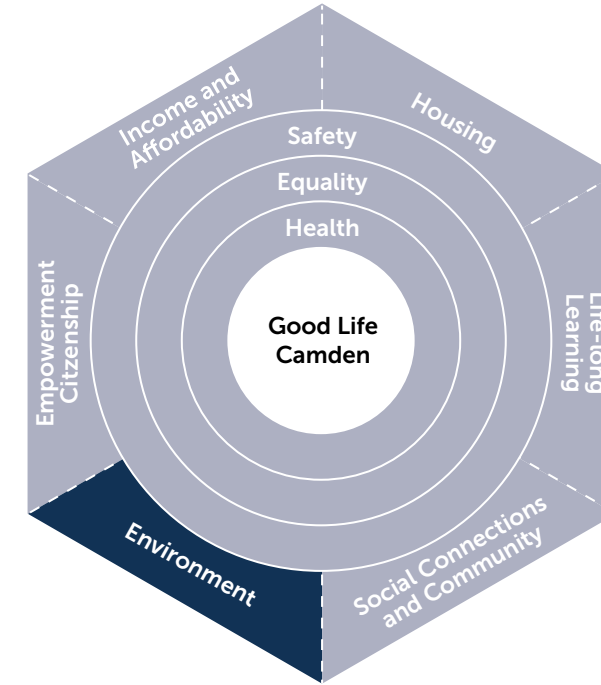 Income and
Affordability
Housing
Safety
Equality
Health
Good Life
Camden
Empowerment
Citzenship
Life-long
Learning
Environment
Social Connections
and Community